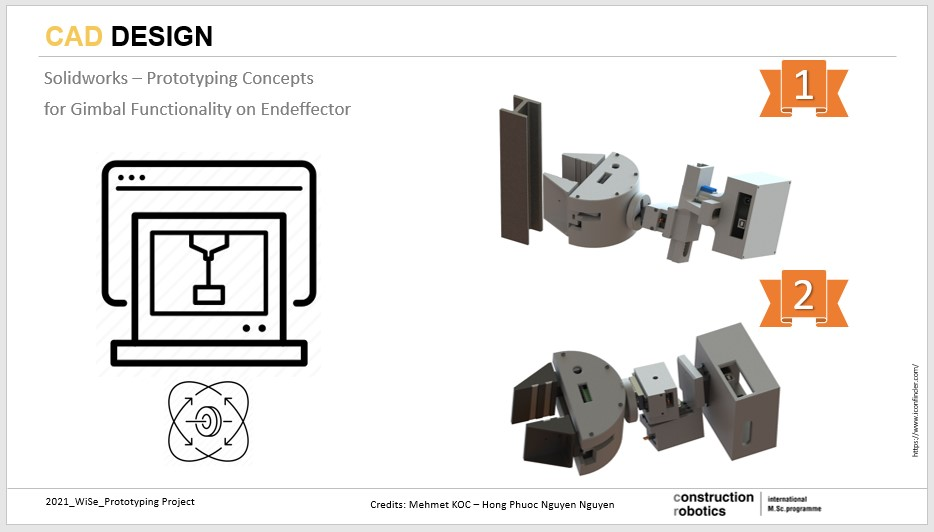 CAD DESIGN
Solidworks – Prototyping Concepts
for Gimbal Functionality on Endeffector
1
2
https://www.iconfinder.com/
2021_WiSe_Prototyping Project
Credits: Mehmet KOC – Hong Phuoc Nguyen Nguyen
construction
robotics
international
M.Sc.programme